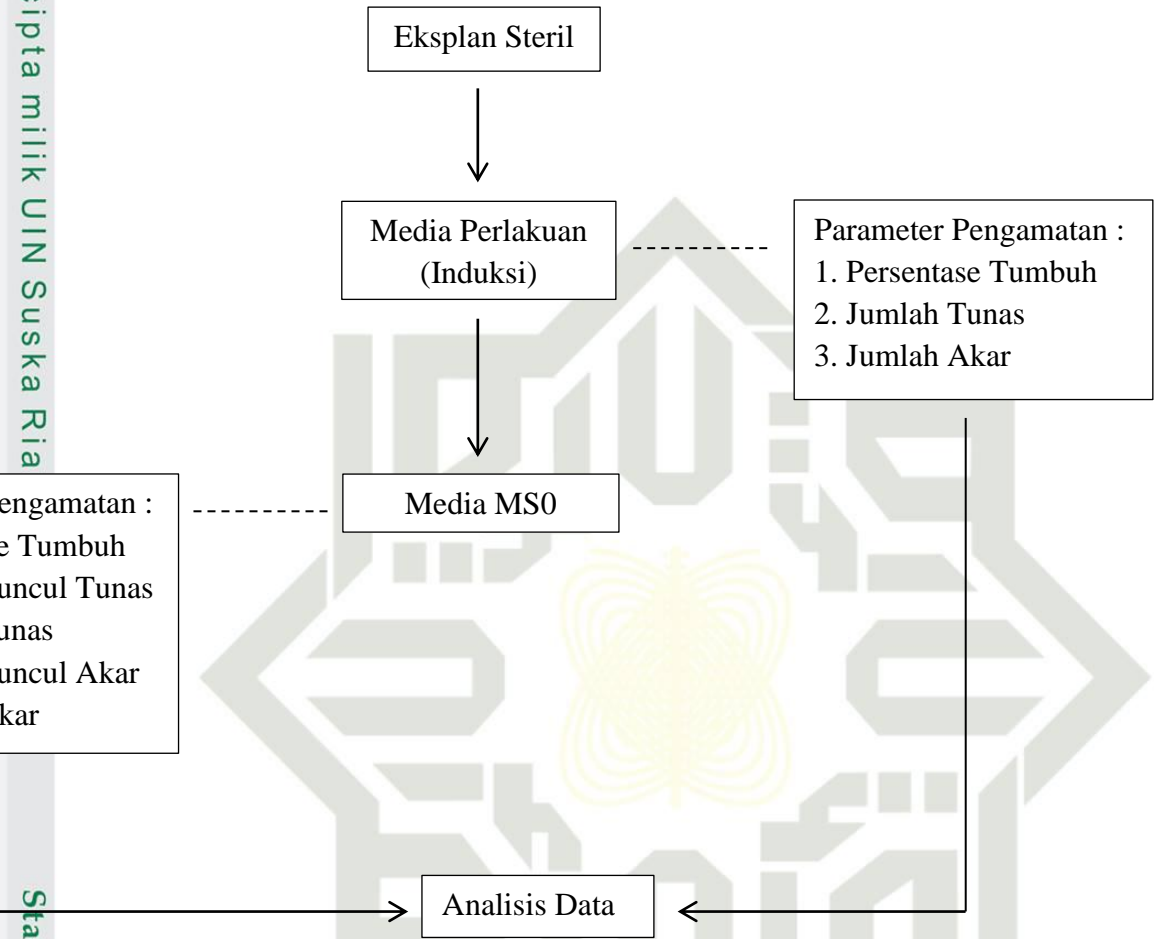 Eksplan Steril
Media Perlakuan
(Induksi)
Parameter Pengamatan :
1. Persentase Tumbuh
2. Jumlah Tunas
3. Jumlah Akar
Media MS0
engamatan :
e Tumbuh
uncul Tunas
unas
uncul Akar
kar
Analisis Data
cipta milik UIN Suska Ria
Sta